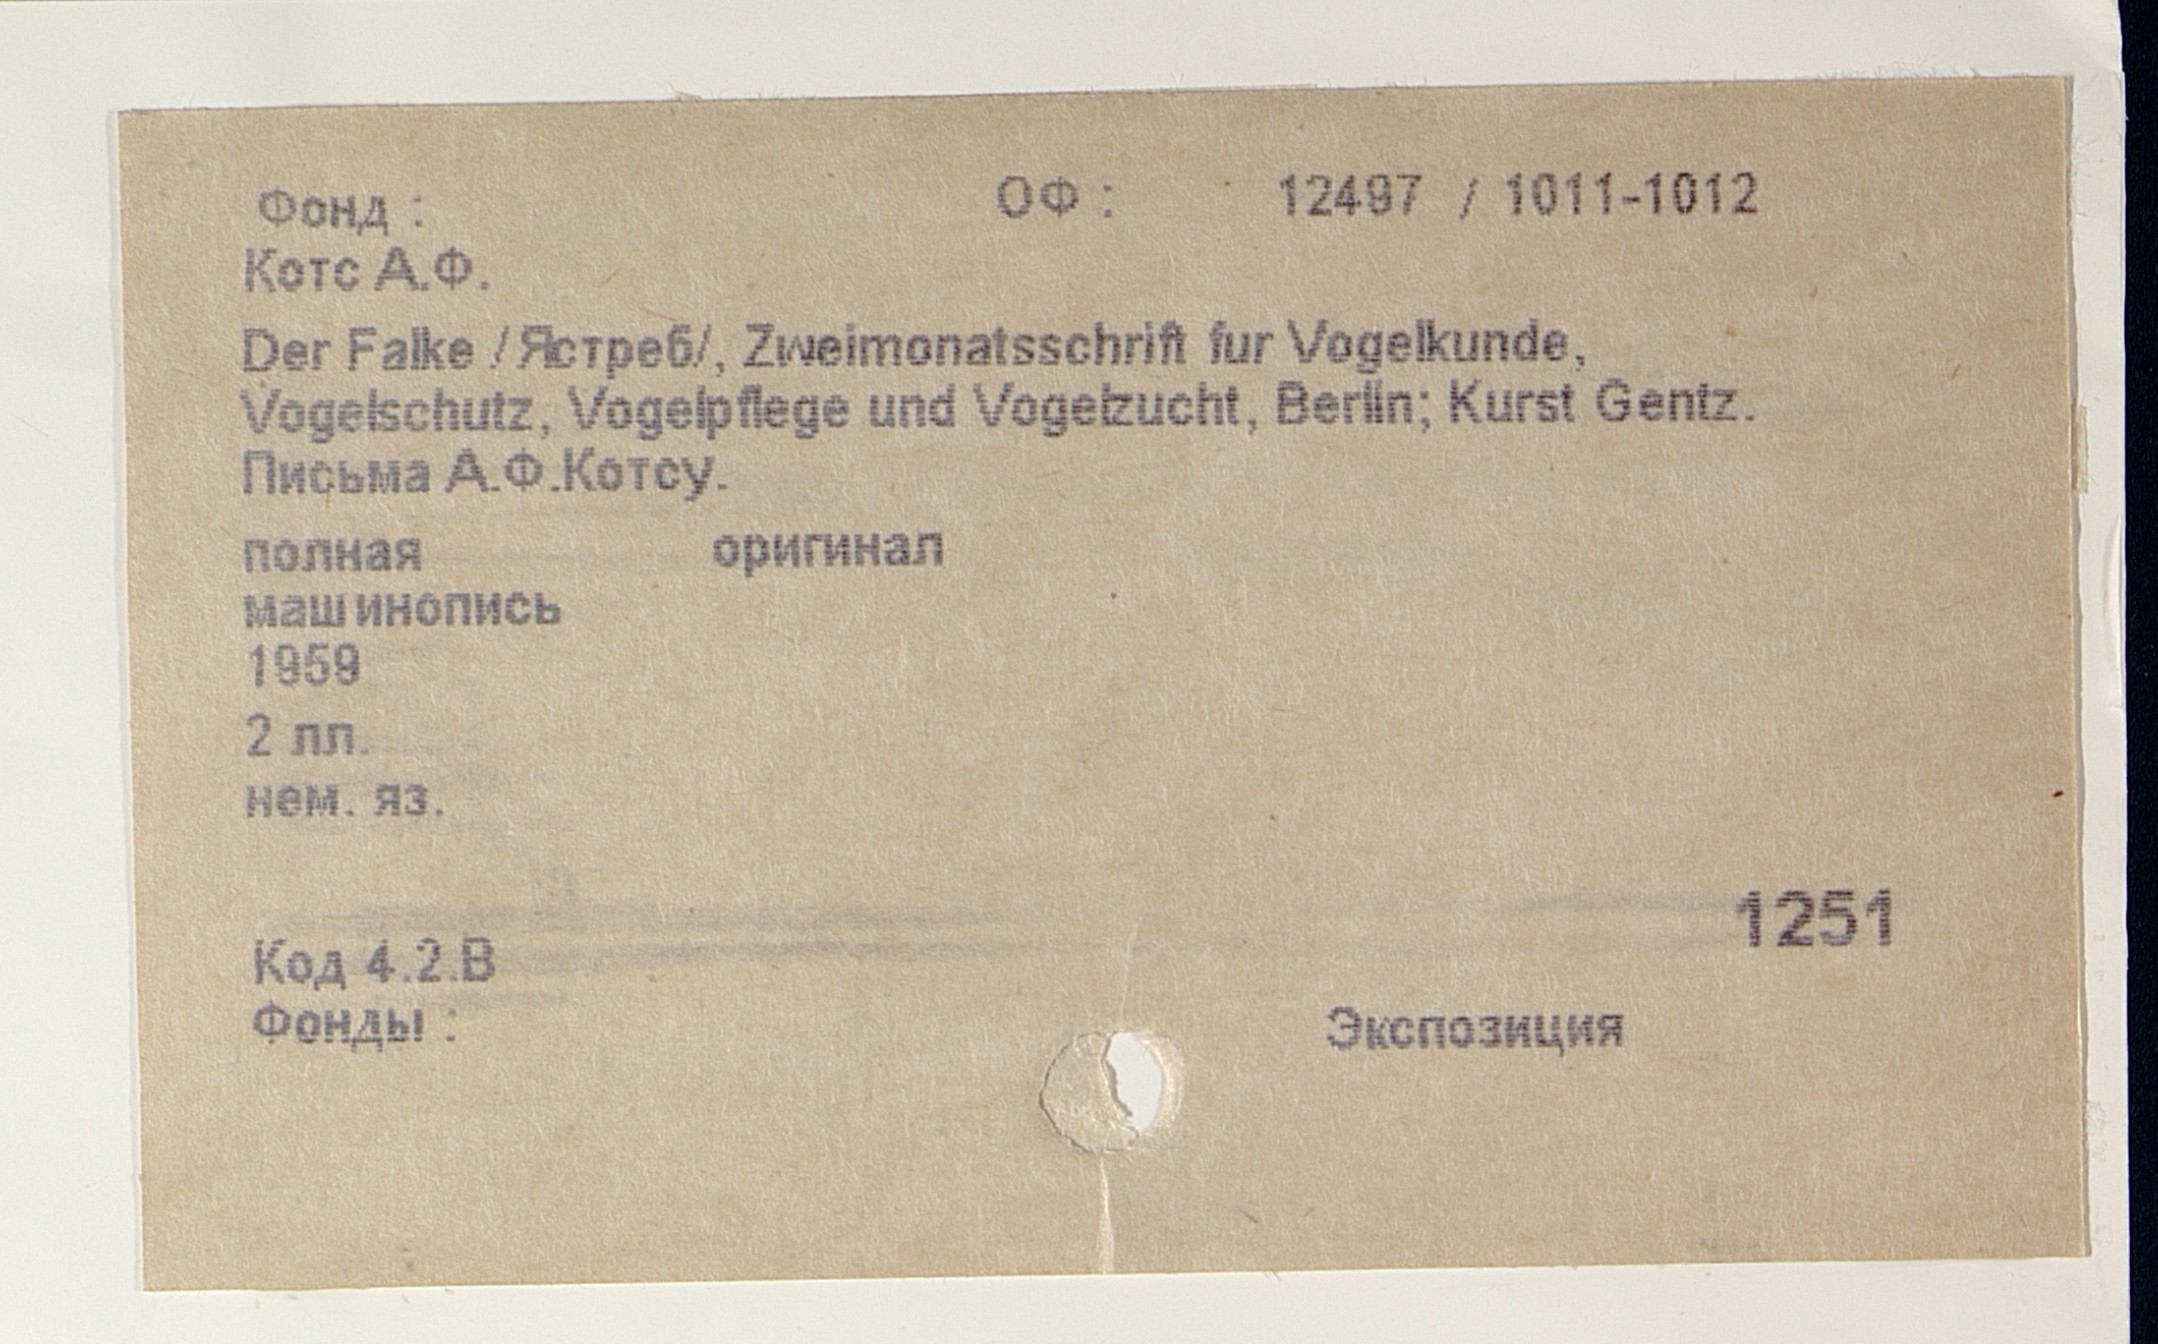 Фонд :    ОФ :    12497 / 1011-1012
Котс А.Ф.
Der Falke /Ястреб/, Zweimonatsschrift fur Vogelkunde,
Vogelschutz, Vogelpflege und Vogelzucht, Berlin; Kurst Gentz.
Письма А.Ф.Котсу.
полная    оригинал
машинопись
1959
2 лл.
нем. яз.
1251
Код 4.2.В
Фонды :    Экспозиция